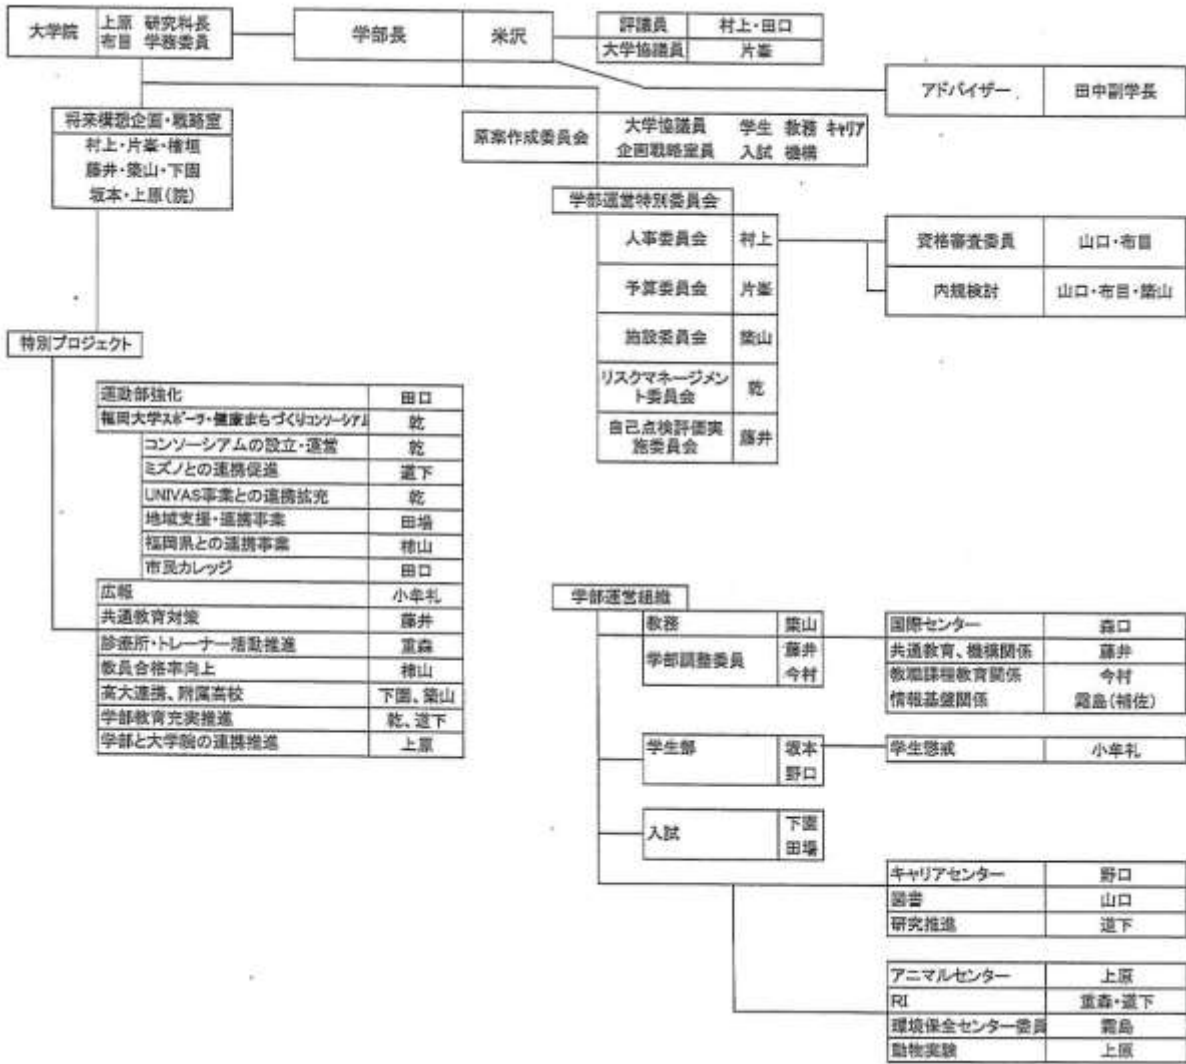 大学院 上原 研究科長
布目 学務委員
学部長 米沢
評議員 村上・田口
大学協議員 片峯
アドバイザー 田中副学長
将来構想企画・戦略室
村上・片峯・檜垣
藤井・築山・下園
坂本・上原(院)
原案作成委員会
大学協議員 学生 教務 キャリア
企画戦略室員 入試 機構
学部運営特別委員会
人事委員会 村上
予算委員会 片峯
施設委員会 築山
リスクマネージメン
ト委員会 乾
自己点検評価実
施委員会 藤井
資格審査委員 山口・布目
内規検討 山口・布目・築山
特別プロジェクト
運動部強化 田口
福岡大学スポーツ・健康まちづくりコンソーシアム 乾
コンソーシアムの設立・運営 乾
ミズノとの連携促進 道下
UNIVAS事業との連携拡充 乾
地域支援・連携事業 田場
福岡県との連携事業 柿山
市民カレッジ 田口
広報 小牟礼
共通教育対策 藤井
診療所・トレーナー活動推進 重森
教員合格率向上 柿山
高大連携、附属高校 下園、築山
学部教育充実推進 乾、道下
学部と大学院の連携推進 上原
学部運営組織
教務 築山
学部調整委員 藤井
今村
国際センター 森口
共通教育、機構関係 藤井
教職課程教育関係 今村
情報基盤関係 霜島(補佐)
学生部 坂本
野口
学生懲戒 小牟礼
入試 下園
田場
キャリアセンター 野口
図書 山口
研究推進 道下
アニマルセンター 上原
RI 重森・道下
環境保全センター委員 霜島
動物実験 上原